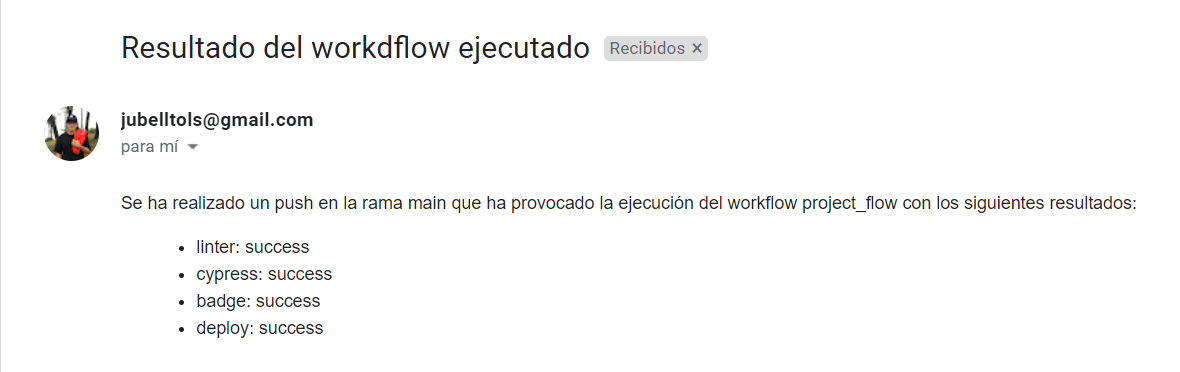 Resultado del workdflow ejecutado Recibidos ×
jubelltols@gmail.com
para mí
Se ha realizado un push en la rama main que ha provocado la ejecución del workflow project_flow con los siguientes resultados:
• linter: success
• cypress: success
• badge: success
• deploy: success